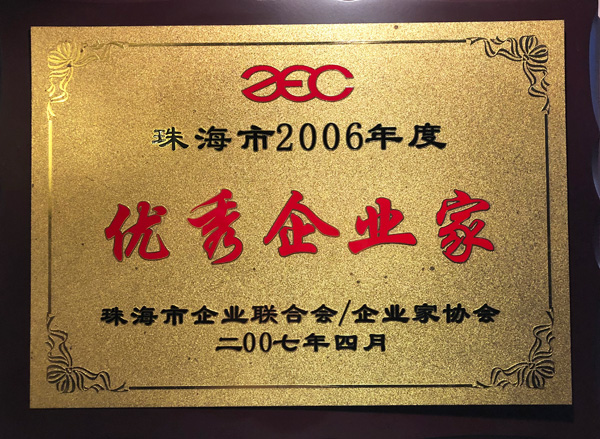 ZEC
珠海市2006年度
优秀企业家
珠海市企业联合会/企业家协会
二00七年四月